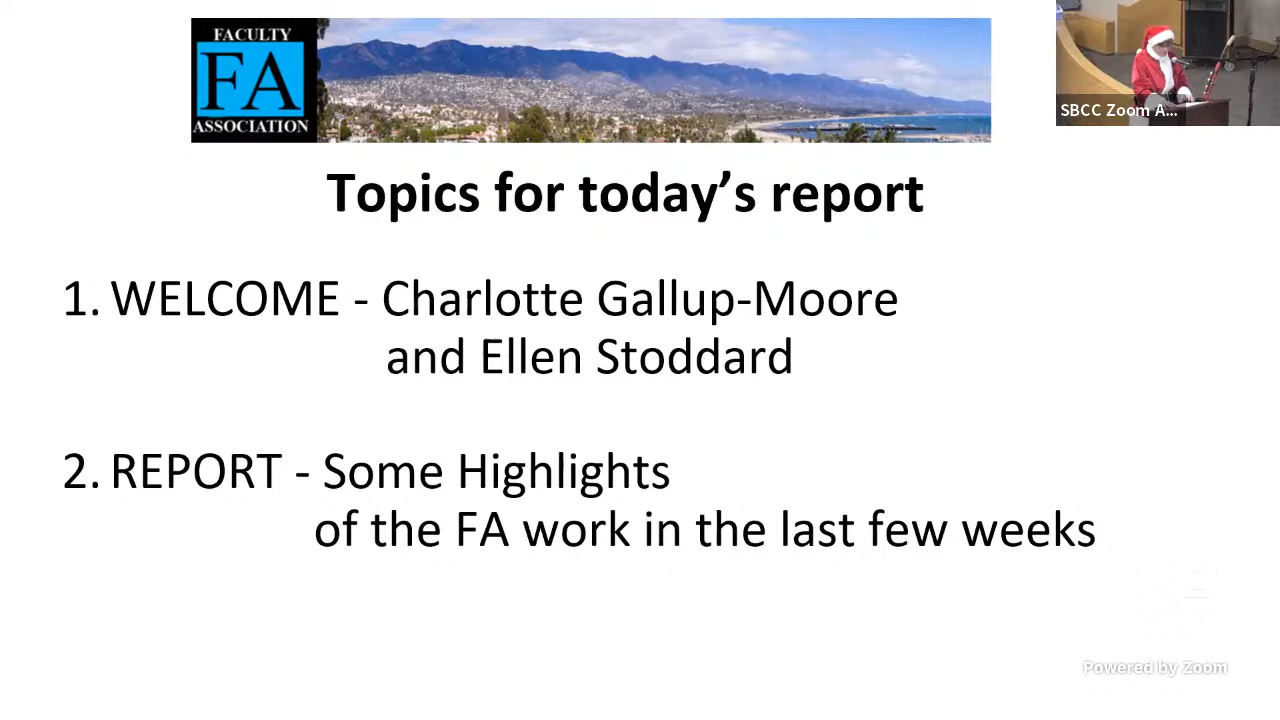 FACULTY
FA
ASSOCIATION
SBCC Zoom A...
Topics for today's report
1. WELCOME - Charlotte Gallup-Moore
and Ellen Stoddard
2. REPORT - Some Highlights
of the FA work in the last few weeks
Powered by Zoom